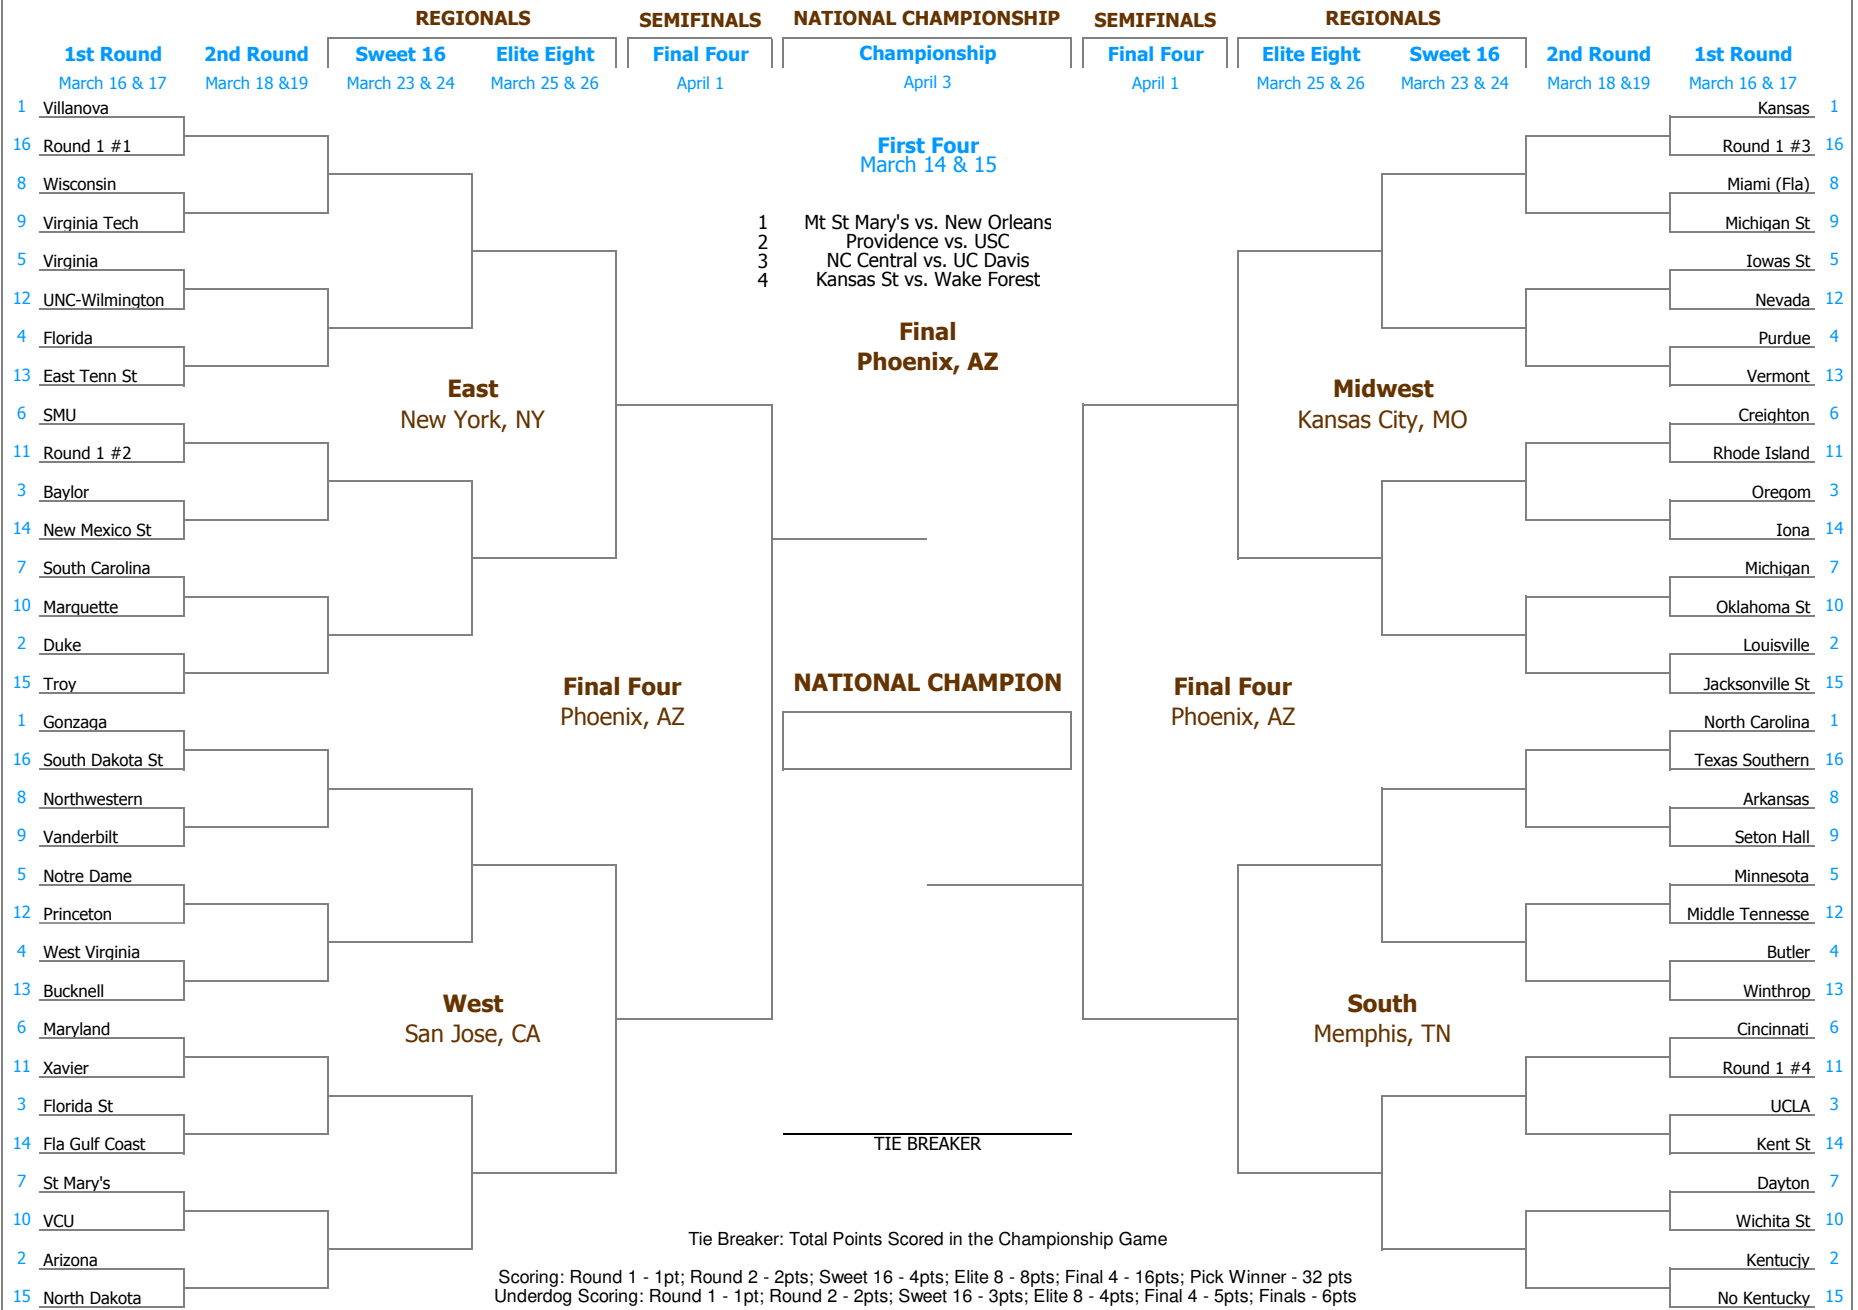 REGIONALS SEMIFINALS NATIONAL CHAMPIONSHIP SEMIFINALS REGIONALS
1st Round 2nd Round Sweet 16 Elite Eight Final Four Championship Final Four Elite Eight Sweet 16 2nd Round 1st Round
March 16 & 17 March 18 &19 March 23 & 24 March 25 & 26 April 1 April 3 April 1 March 25 & 26 March 23 & 24 March 18 &19 March 16 & 17
1 Villanova
16 Round 1 #1
8 Wisconsin
9 Virginia Tech
5 Virginia
12 UNC-Wilmington
4 Florida
13 East Tenn St
6 SMU
11 Round 1 #2
3 Baylor
14 New Mexico St
7 South Carolina
10 Marquette
2 Duke
15 Troy
East
New York, NY
1 Gonzaga
16 South Dakota St
8 Northwestern
9 Vanderbilt
5 Notre Dame
12 Princeton
4 West Virginia
13 Bucknell
6 Maryland
11 Xavier
3 Florida St
14 Fla Gulf Coast
7 St Mary's
10 VCU
2 Arizona
15 North Dakota
West
San Jose, CA
Final Four
Phoenix, AZ
First Four
March 14 & 15
1 Mt St Mary's vs. New Orleans
2 Providence vs. USC
3 NC Central vs. UC Davis
4 Kansas St vs. Wake Forest
Final
Phoenix, AZ
NATIONAL CHAMPION
TIE BREAKER
Final Four
Phoenix, AZ
Midwest
Kansas City, MO
Kansas 1
Round 1 #3 16
Miami (Fla) 8
Michigan St 9
Iowas St 5
Nevada 12
Purdue 4
Vermont 13
Creighton 6
Rhode Island 11
Oregom 3
Iona 14
Michigan 7
Oklahoma St 10
Louisville 2
Jacksonville St 15
South
Memphis, TN
North Carolina 1
Texas Southern 16
Arkansas 8
Seton Hall 9
Minnesota 5
Middle Tennesse 12
Butler 4
Winthrop 13
Cincinnati 6
Round 1 #4 11
UCLA 3
Kent St 14
Dayton 7
Wichita St 10
Kentucjy 2
No Kentucky 15
Tie Breaker: Total Points Scored in the Championship Game
Scoring: Round 1 - 1pt; Round 2 - 2pts; Sweet 16 - 4pts; Elite 8 - 8pts; Final 4 - 16pts; Pick Winner - 32 pts
Underdog Scoring: Round 1 - 1pt; Round 2 - 2pts; Sweet 16 - 3pts; Elite 8 - 4pts; Final 4 - 5pts; Finals - 6pts